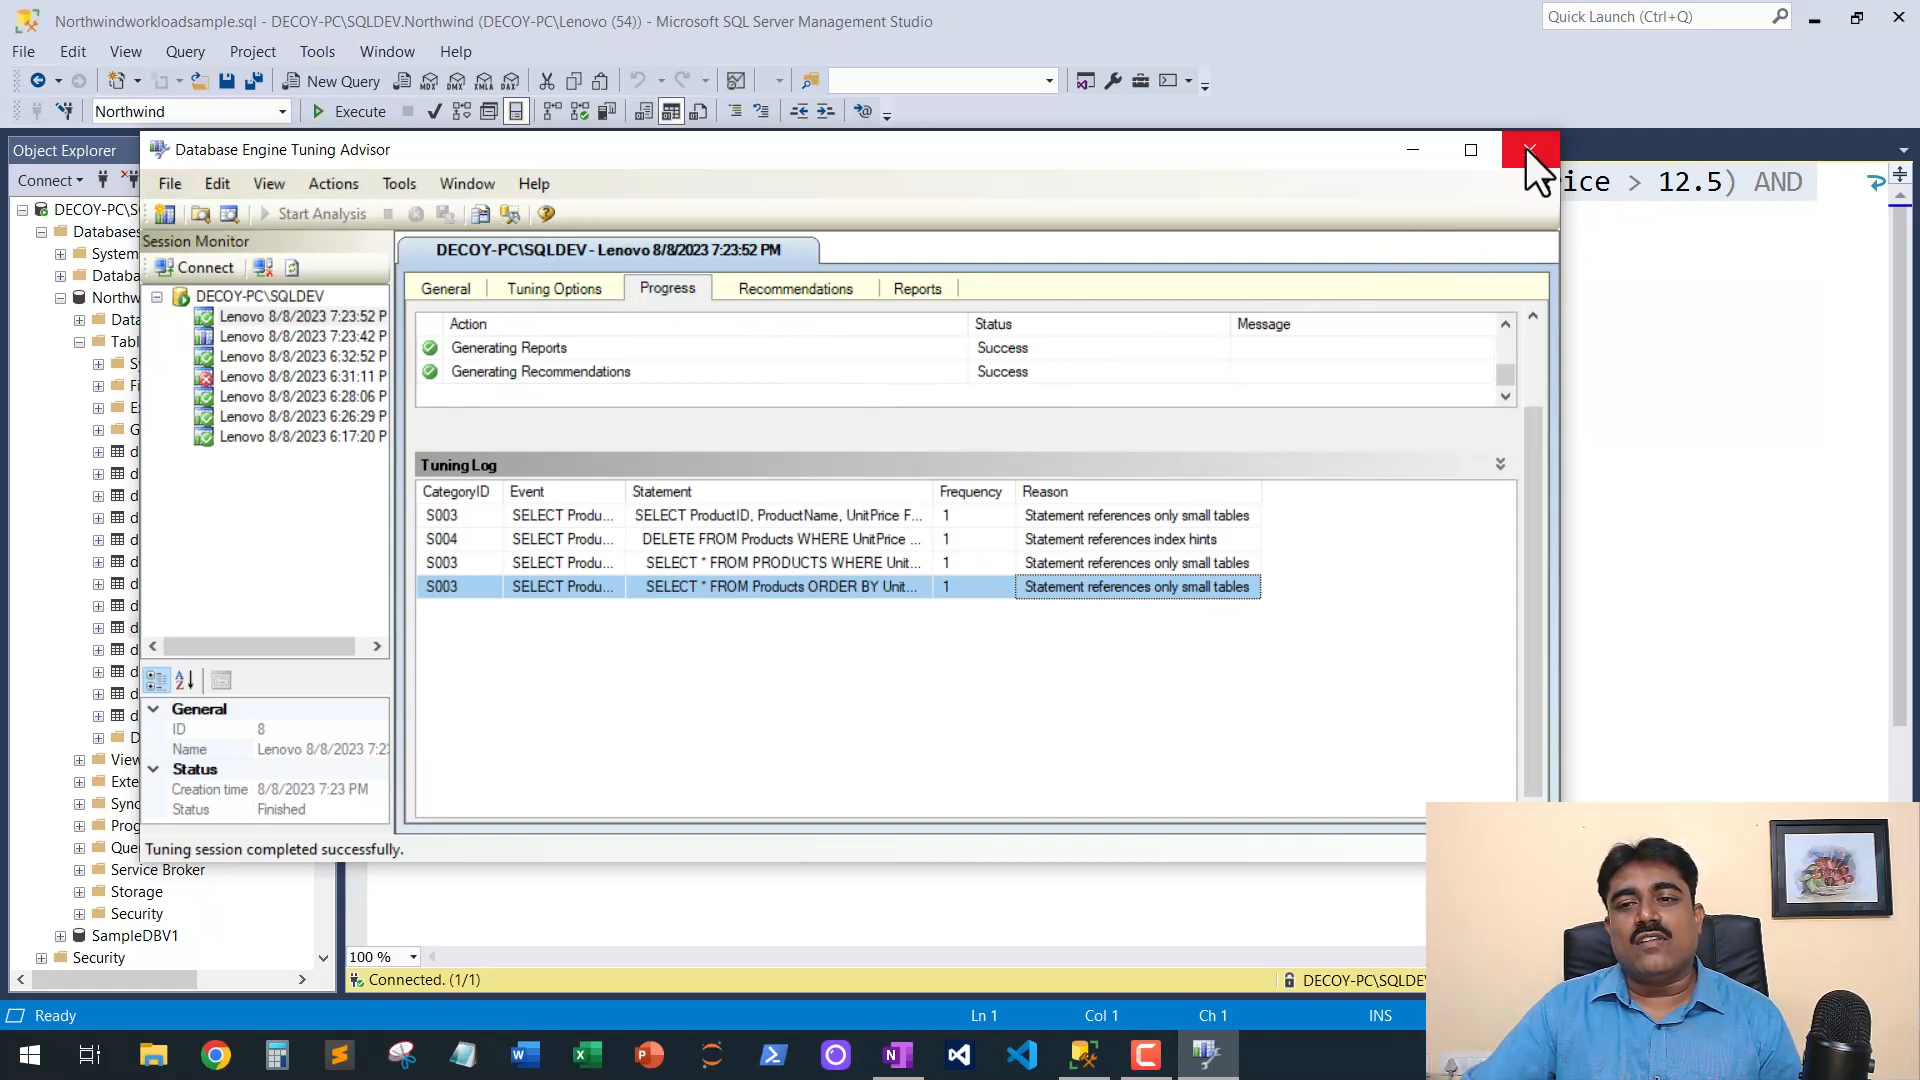 Northwindworkloadsample.sql - DECOY-PC\SQLDEV.Northwind (DECOY-PC\Lenovo (54)) - Microsoft SQL Server Management Studio
Quick Launch (Ctrl+Q)
File Edit View Query Project Tools Window Help
New Query
MDX DMX XMLA DAX
Northwind
Execute
Object Explorer
Connect
DECOY-PC\S
Databases
System
Databa
Northw
Data
Tabl
S
Fi
E
G
d
d
d
d
d
d
d
d
d
d
d
d
d
D
View
Exte
Syno
Prog
Que
Service Broker
Storage
Security
SampleDBV1
Security
Database Engine Tuning Advisor
File Edit View Actions Tools Window Help
Start Analysis
Session Monitor
Connect
DECOY-PC\SQLDEV
Lenovo 8/8/2023 7:23:52 P
Lenovo 8/8/2023 7:23:42 P
Lenovo 8/8/2023 6:32:52 P
Lenovo 8/8/2023 6:31:11 P
Lenovo 8/8/2023 6:28:06 P
Lenovo 8/8/2023 6:26:29 P
Lenovo 8/8/2023 6:17:20 P
General
ID 8
Name Lenovo 8/8/2023 7:23
Status
Creation time 8/8/2023 7:23 PM
Status Finished
DECOY-PC\SQLDEV - Lenovo 8/8/2023 7:23:52 PM
General Tuning Options Progress Recommendations Reports
Action Status Message
Generating Reports Success
Generating Recommendations Success
Tuning Log
CategoryID Event Statement Frequency Reason
S003 SELECT Produ... SELECT ProductID, ProductName, UnitPrice F... 1 Statement references only small tables
S004 SELECT Produ... DELETE FROM Products WHERE UnitPrice ... 1 Statement references index hints
S003 SELECT Produ... SELECT * FROM PRODUCTS WHERE Unit... 1 Statement references only small tables
S003 SELECT Produ... SELECT * FROM Products ORDER BY Unit... 1 Statement references only small tables
Tuning session completed successfully.
ice > 12.5) AND
100 %
Connected. (1/1)
DECOY-PC\SQLDE
Ready
Ln 1 Col 1 Ch 1 INS